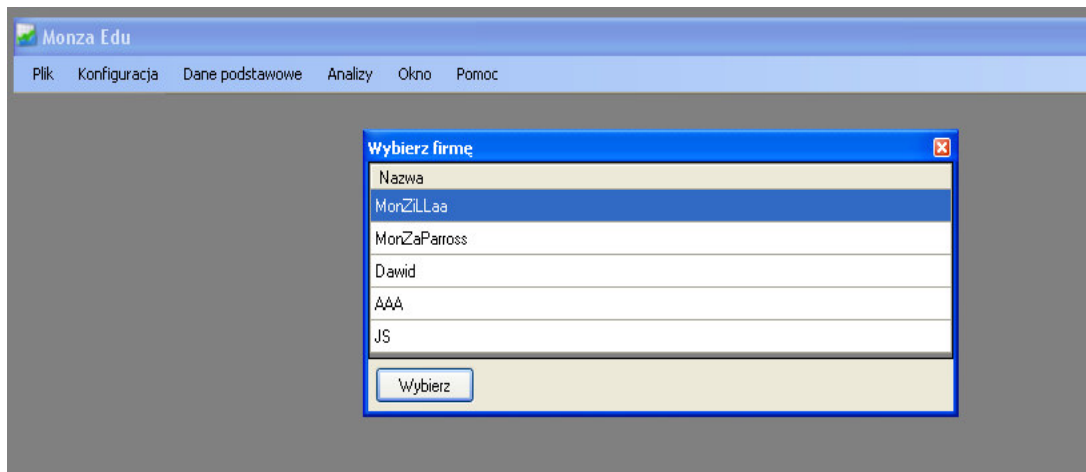 Monza Edu
Plik Konfiguracja Dane podstawowe Analizy Okno Pomoc
Wybierz firmę
Nazwa
MonZiLLaa
MonZaParross
Dawid
AAA
JS
Wybierz